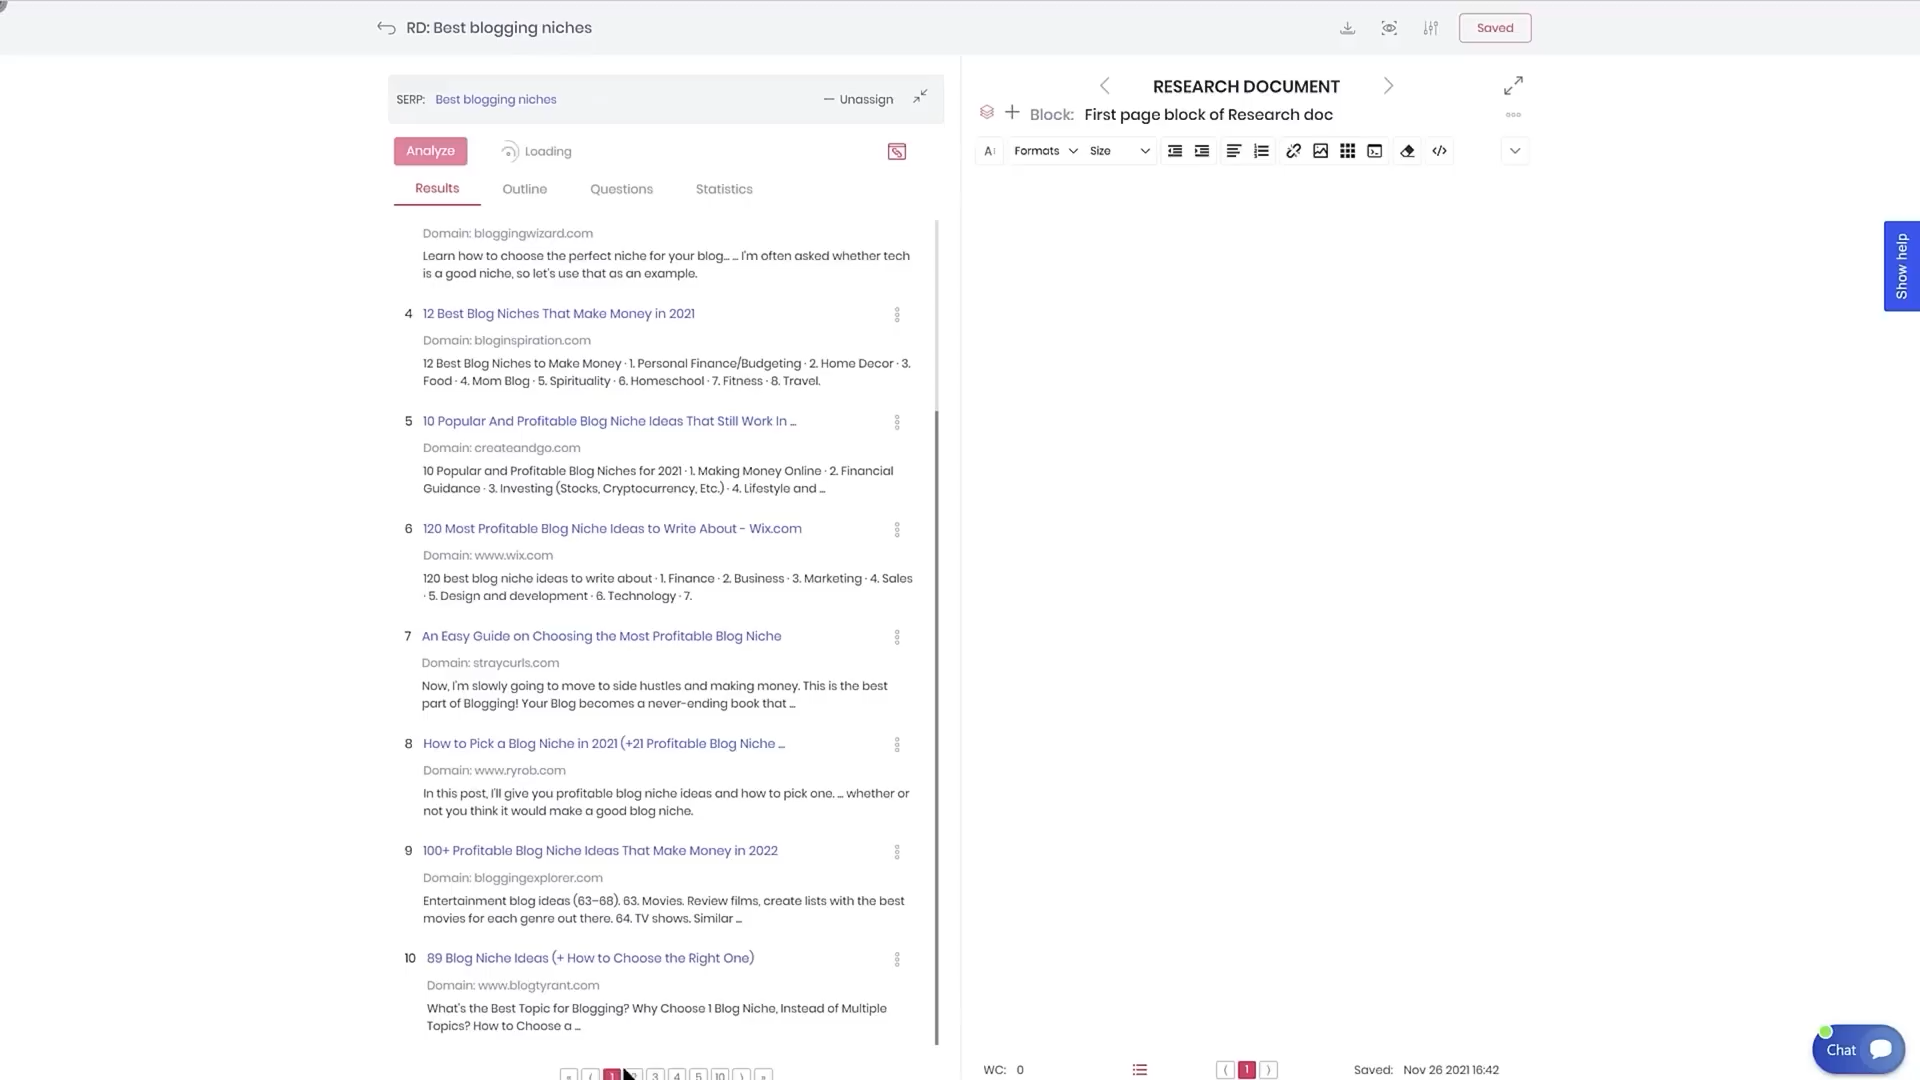 RD: Best blogging niches
Saved
SERP: Best blogging niches
Unassign
Analyze
Loading
Results
Outline
Questions
Statistics
Domain: bloggingwizard.com
Learn how to choose the perfect niche for your blog... ... I'm often asked whether tech
is a good niche, so let's use that as an example.
4 12 Best Blog Niches That Make Money in 2021
Domain: bloginspiration.com
12 Best Blog Niches to Make Money · 1. Personal Finance/Budgeting · 2. Home Decor · 3.
Food · 4. Mom Blog · 5. Spirituality · 6. Homeschool · 7. Fitness · 8. Travel.
5 10 Popular And Profitable Blog Niche Ideas That Still Work In ...
Domain: createandgo.com
10 Popular and Profitable Blog Niches for 2021 · 1. Making Money Online · 2. Financial
Guidance · 3. Investing (Stocks, Cryptocurrency, Etc.) · 4. Lifestyle and ...
6 120 Most Profitable Blog Niche Ideas to Write About - Wix.com
Domain: www.wix.com
120 best blog niche ideas to write about · 1. Finance · 2. Business · 3. Marketing · 4. Sales
· 5. Design and development · 6. Technology · 7.
7 An Easy Guide on Choosing the Most Profitable Blog Niche
Domain: straycurls.com
Now, I'm slowly going to move to side hustles and making money. This is the best
part of Blogging! Your Blog becomes a never-ending book that ...
8 How to Pick a Blog Niche in 2021 (+21 Profitable Blog Niche ...
Domain: www.ryrob.com
In this post, I'll give you profitable blog niche ideas and how to pick one. ... whether or
not you think it would make a good blog niche.
9 100+ Profitable Blog Niche Ideas That Make Money in 2022
Domain: bloggingexplorer.com
Entertainment blog ideas (63–68). 63. Movies. Review films, create lists with the best
movies for each genre out there. 64. TV shows. Similar ...
10 89 Blog Niche Ideas (+ How to Choose the Right One)
Domain: www.blogtyrant.com
What's the Best Topic for Blogging? Why Choose 1 Blog Niche, Instead of Multiple
Topics? How to Choose a ...
« ⟨ 1 3 4 5 10 ⟩ »
RESEARCH DOCUMENT
Block: First page block of Research doc
Formats
Size
WC: 0
1
Saved: Nov 26 2021 16:42
Show help
Chat